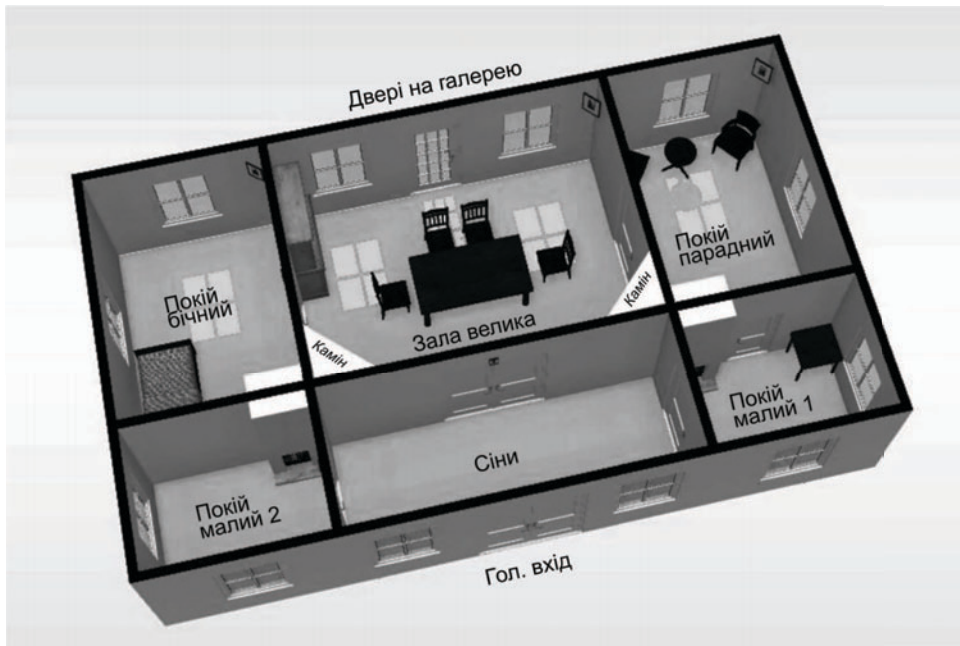 Двері на галерею
Покій
бічний
Покій
парадний
Камін
Камін
Зала велика
Покій
малий 1
Сіни
Покій
малий 2
Гол. вхід